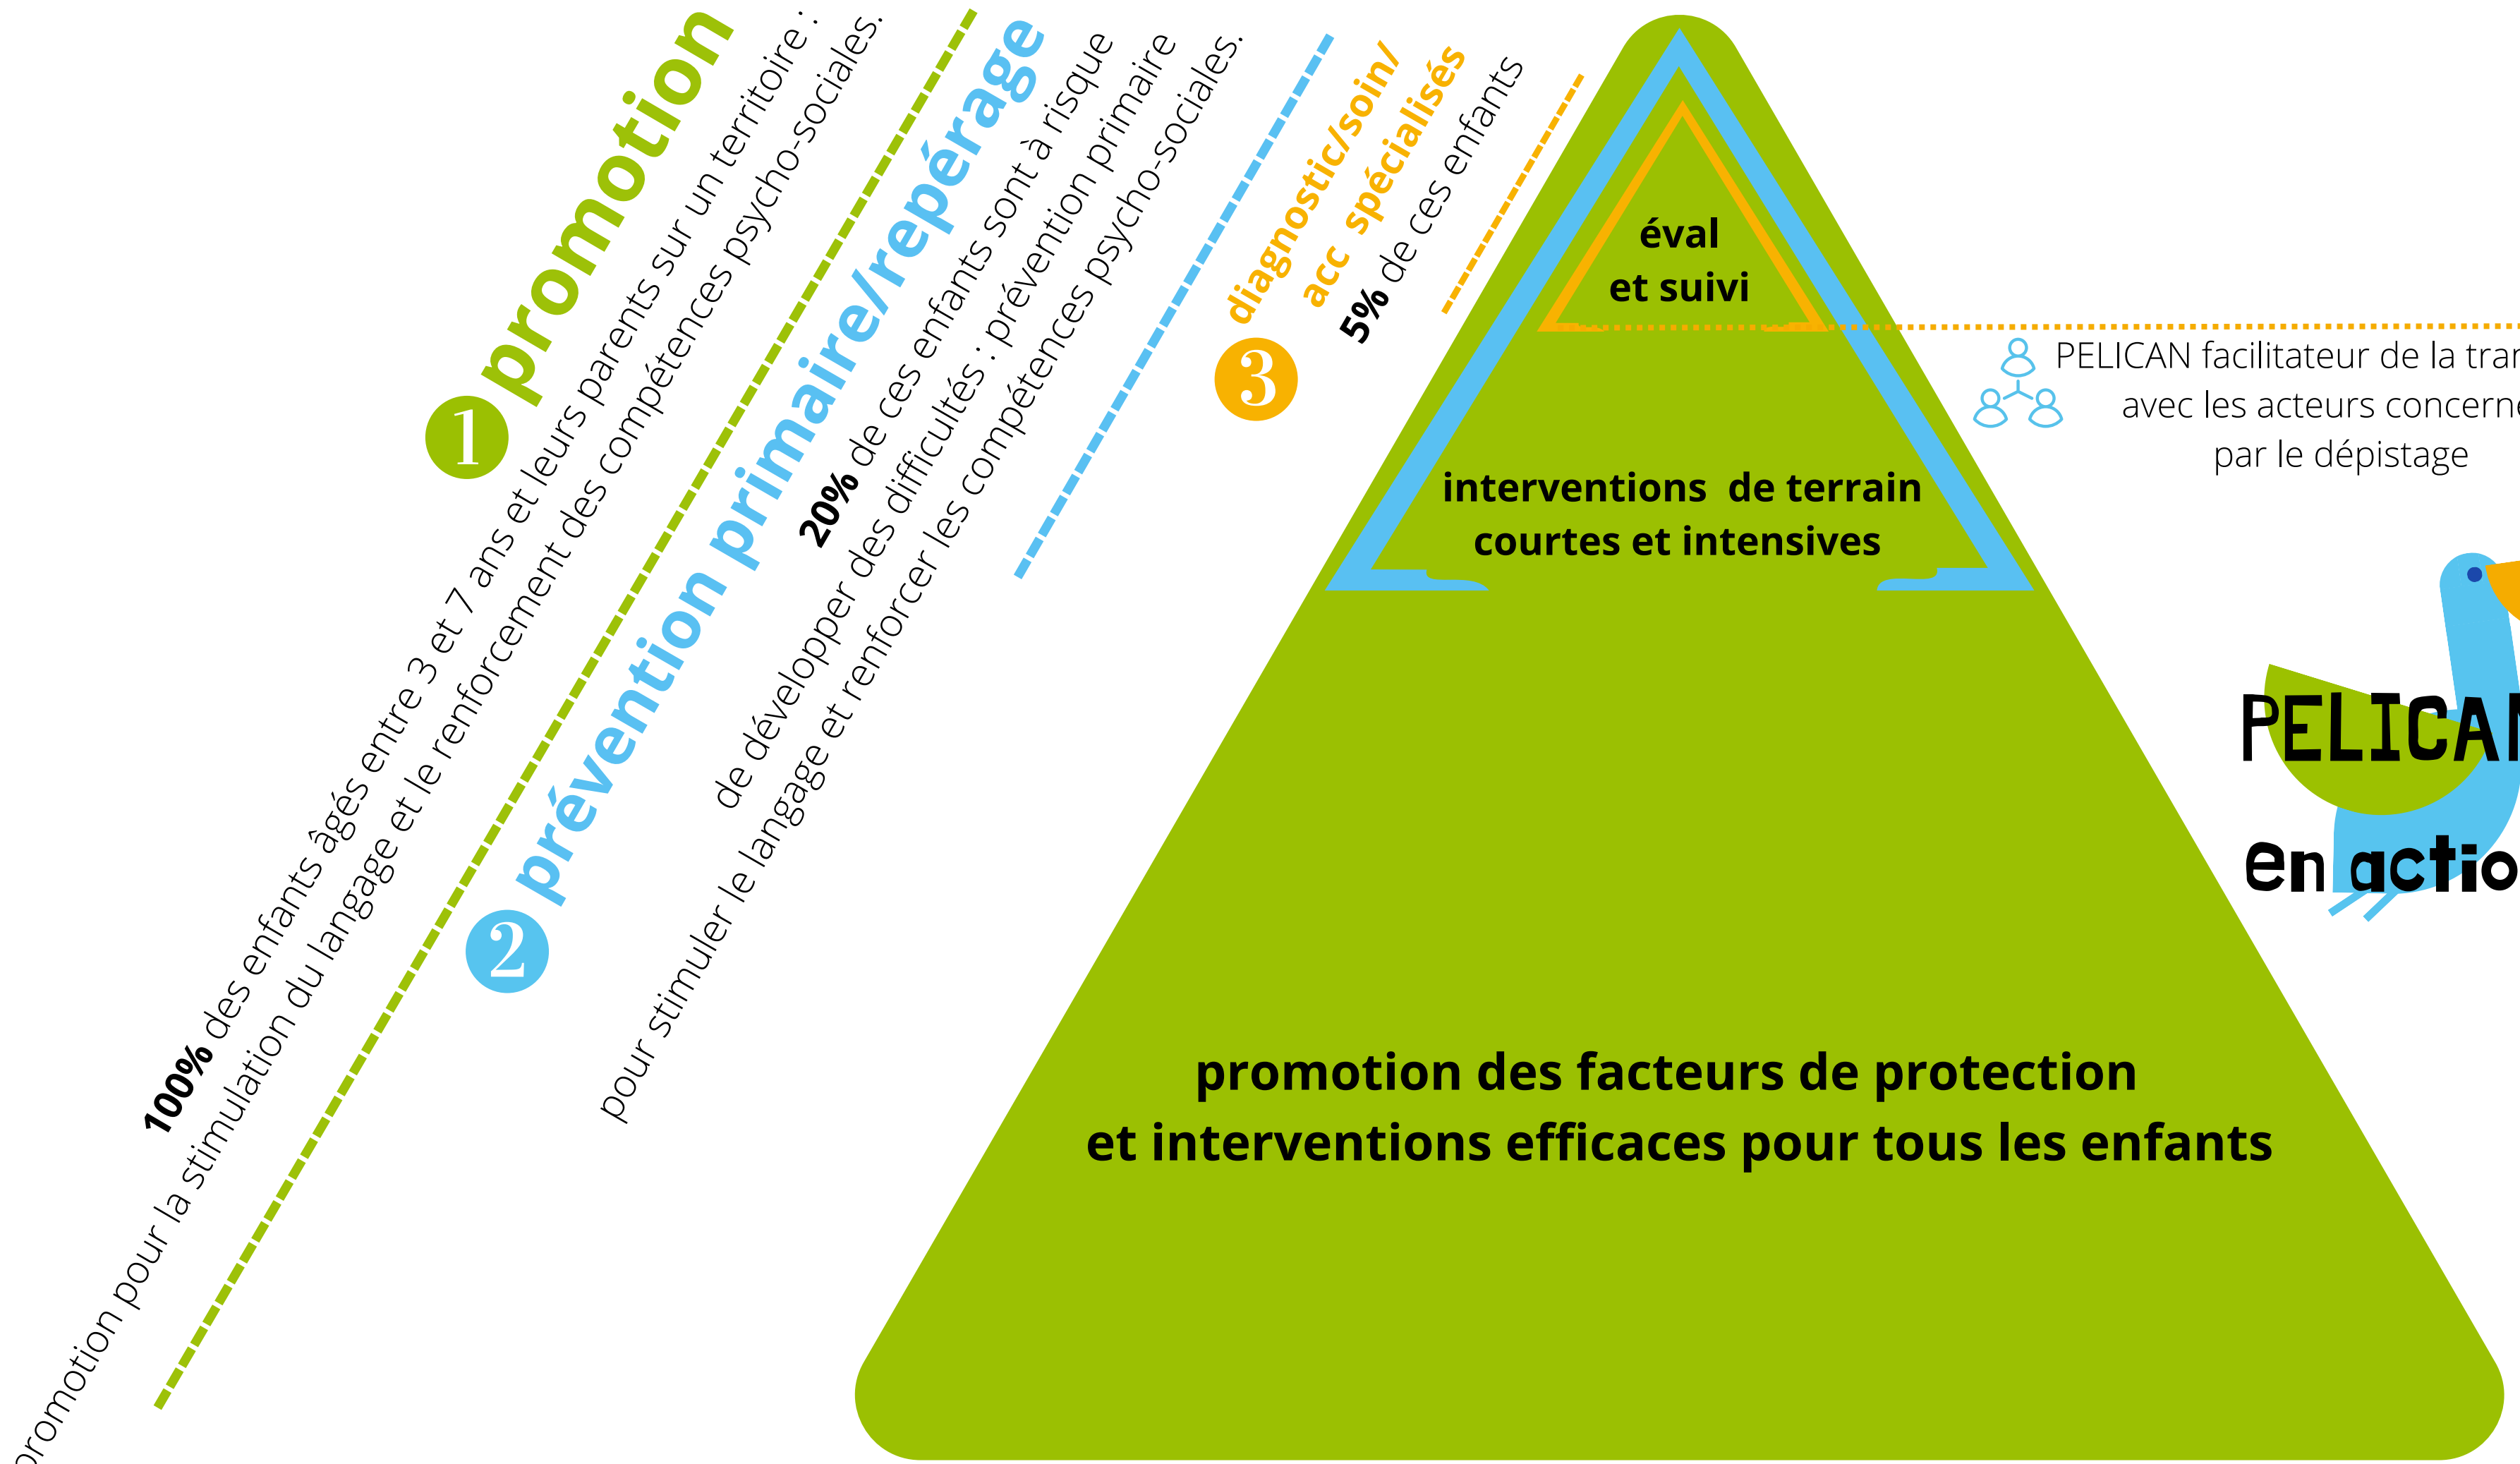 1
promotion
100% des enfants âgés entre 3 et 7 ans et leurs parents sur un territoire :
promotion pour la stimulation du langage et le renforcement des compétences psycho-sociales.
2
prévention primaire/repérage
20% de ces enfants sont à risque
de développer des difficultés : prévention primaire
pour stimuler le langage et renforcer les compétences psycho-sociales.
3
diagnostic/soin/
acc spécialisés
5% de ces enfants
éval
et suivi
interventions de terrain
courtes et intensives
promotion des facteurs de protection
et interventions efficaces pour tous les enfants
PELICAN facilitateur de la
avec les acteurs
par le dépistage
PELICAN
en